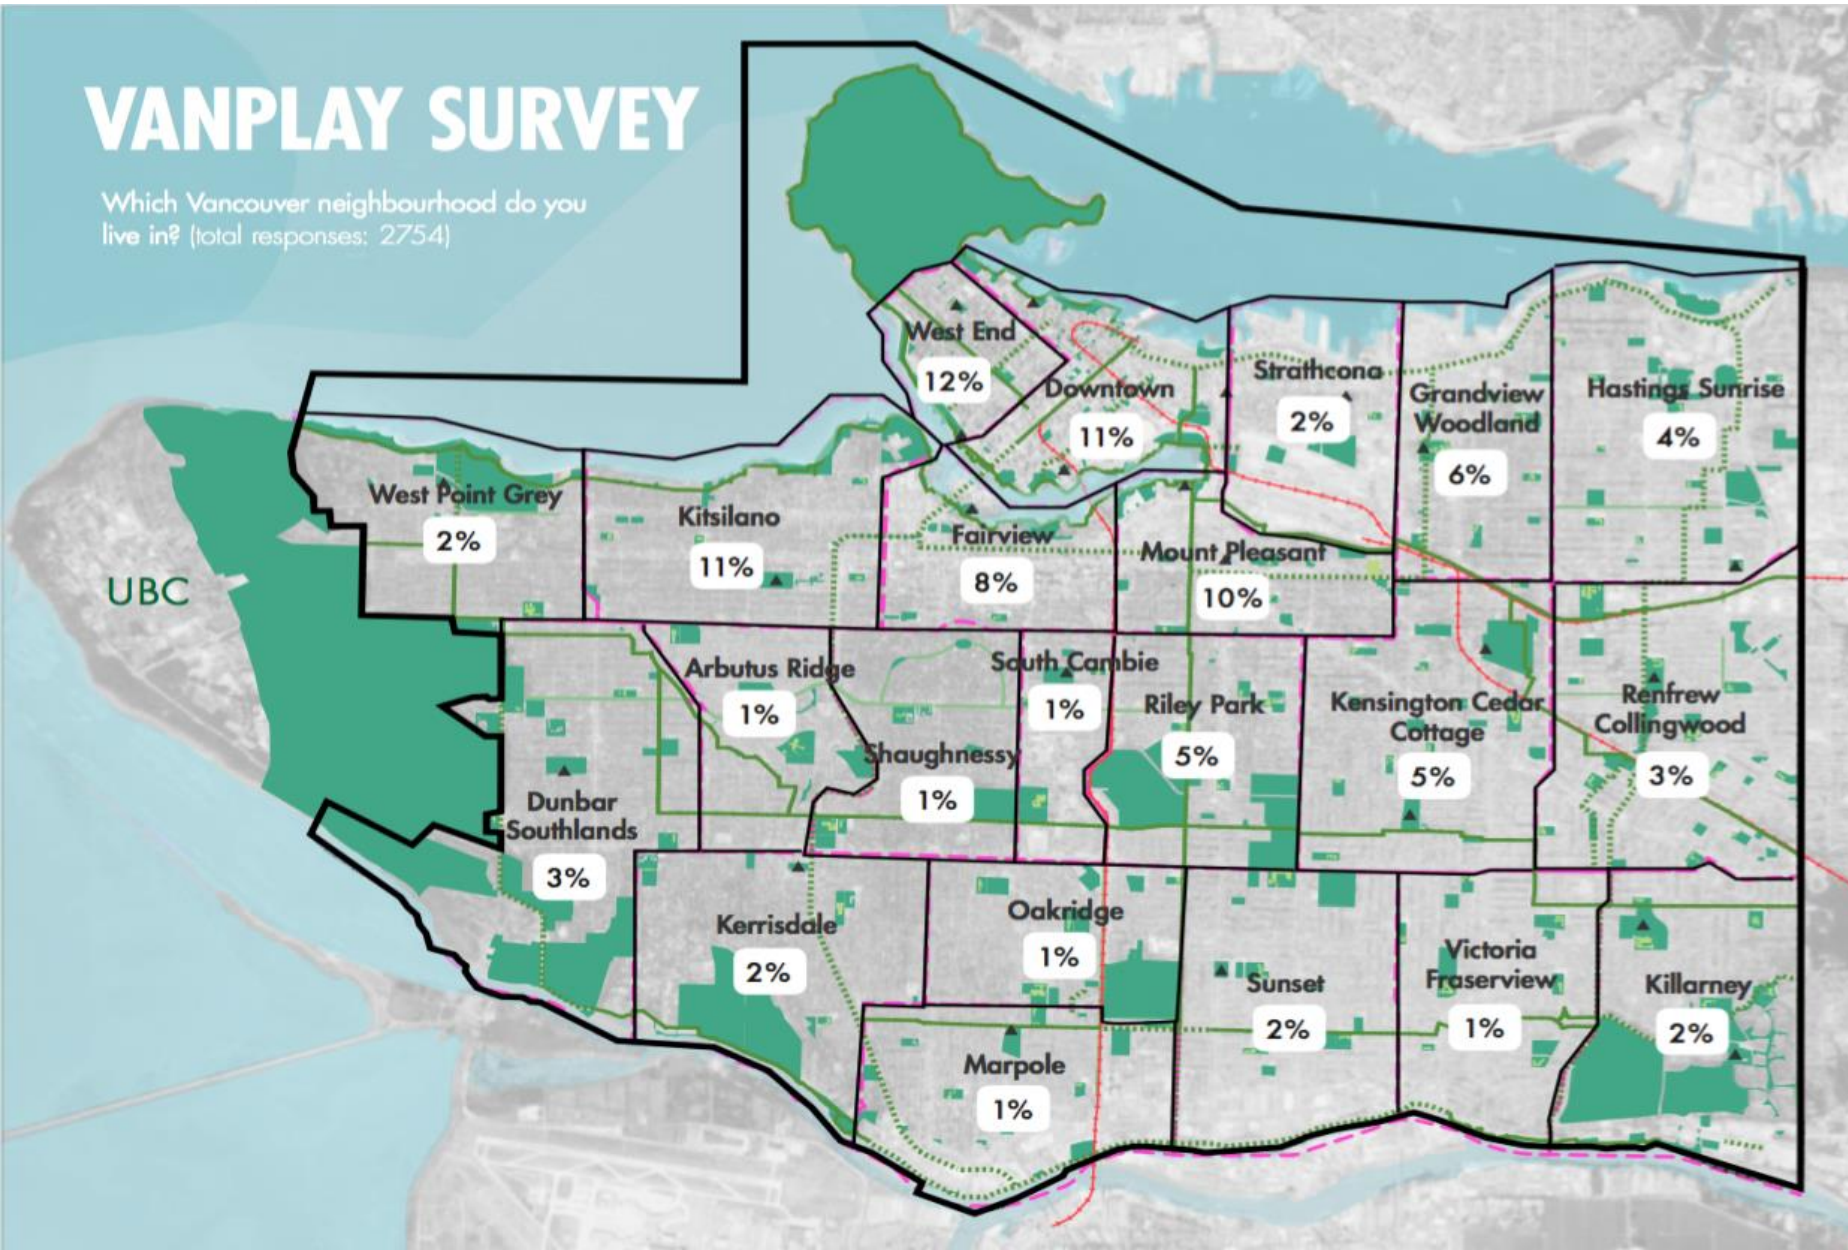 VANPLAY SURVEY
Which Vancouver neighbourhood do you
live in? (total responses: 2754)
West End
12%
Downtown
11%
Strathcona
2%
Grandview
Woodland
6%
Hastings Sunrise
4%
West Point Grey
2%
Kitsilano
11%
Fairview
8%
Mount Pleasant
10%
UBC
Arbutus Ridge
1%
Shaughnessy
1%
South Cambie
1%
Riley Park
5%
Kensington Cedar
Cottage
5%
Renfrew
Collingwood
3%
Dunbar
Southlands
3%
Kerrisdale
2%
Oakridge
1%
Marpole
1%
Sunset
2%
Victoria
Fraserview
1%
Killarney
2%